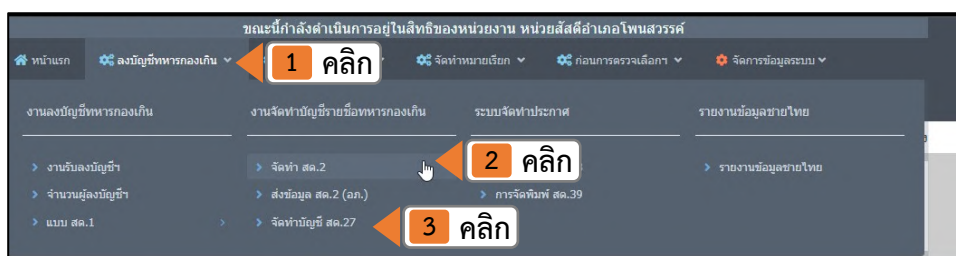 ขณะนี้กำลังดำเนินการอยู่ในสิทธิของหน่วยงาน หน่วยสัสดีอำเภอโพนสวรรค์
หน้าแรก ลงบัญชีทหารกองเกิน 1 คลิก จัดทำหมายเรียก ก่อนการตรวจเลือกฯ จัดการข้อมูลระบบ
งานลงบัญชีทหารกองเกิน งานจัดทำบัญชีรายชื่อทหารกองเกิน ระบบจัดทำประกาศ รายงานข้อมูลชายไทย
งานรับลงบัญชีฯ จัดทำ สด.2 2 คลิก รายงานข้อมูลชายไทย
จำนวนผู้ลงบัญชีฯ ส่งข้อมูล สด.2 (อภ.) การจัดพิมพ์ สด.39
แบบ สด.1 จัดทำบัญชี สด.27 3 คลิก